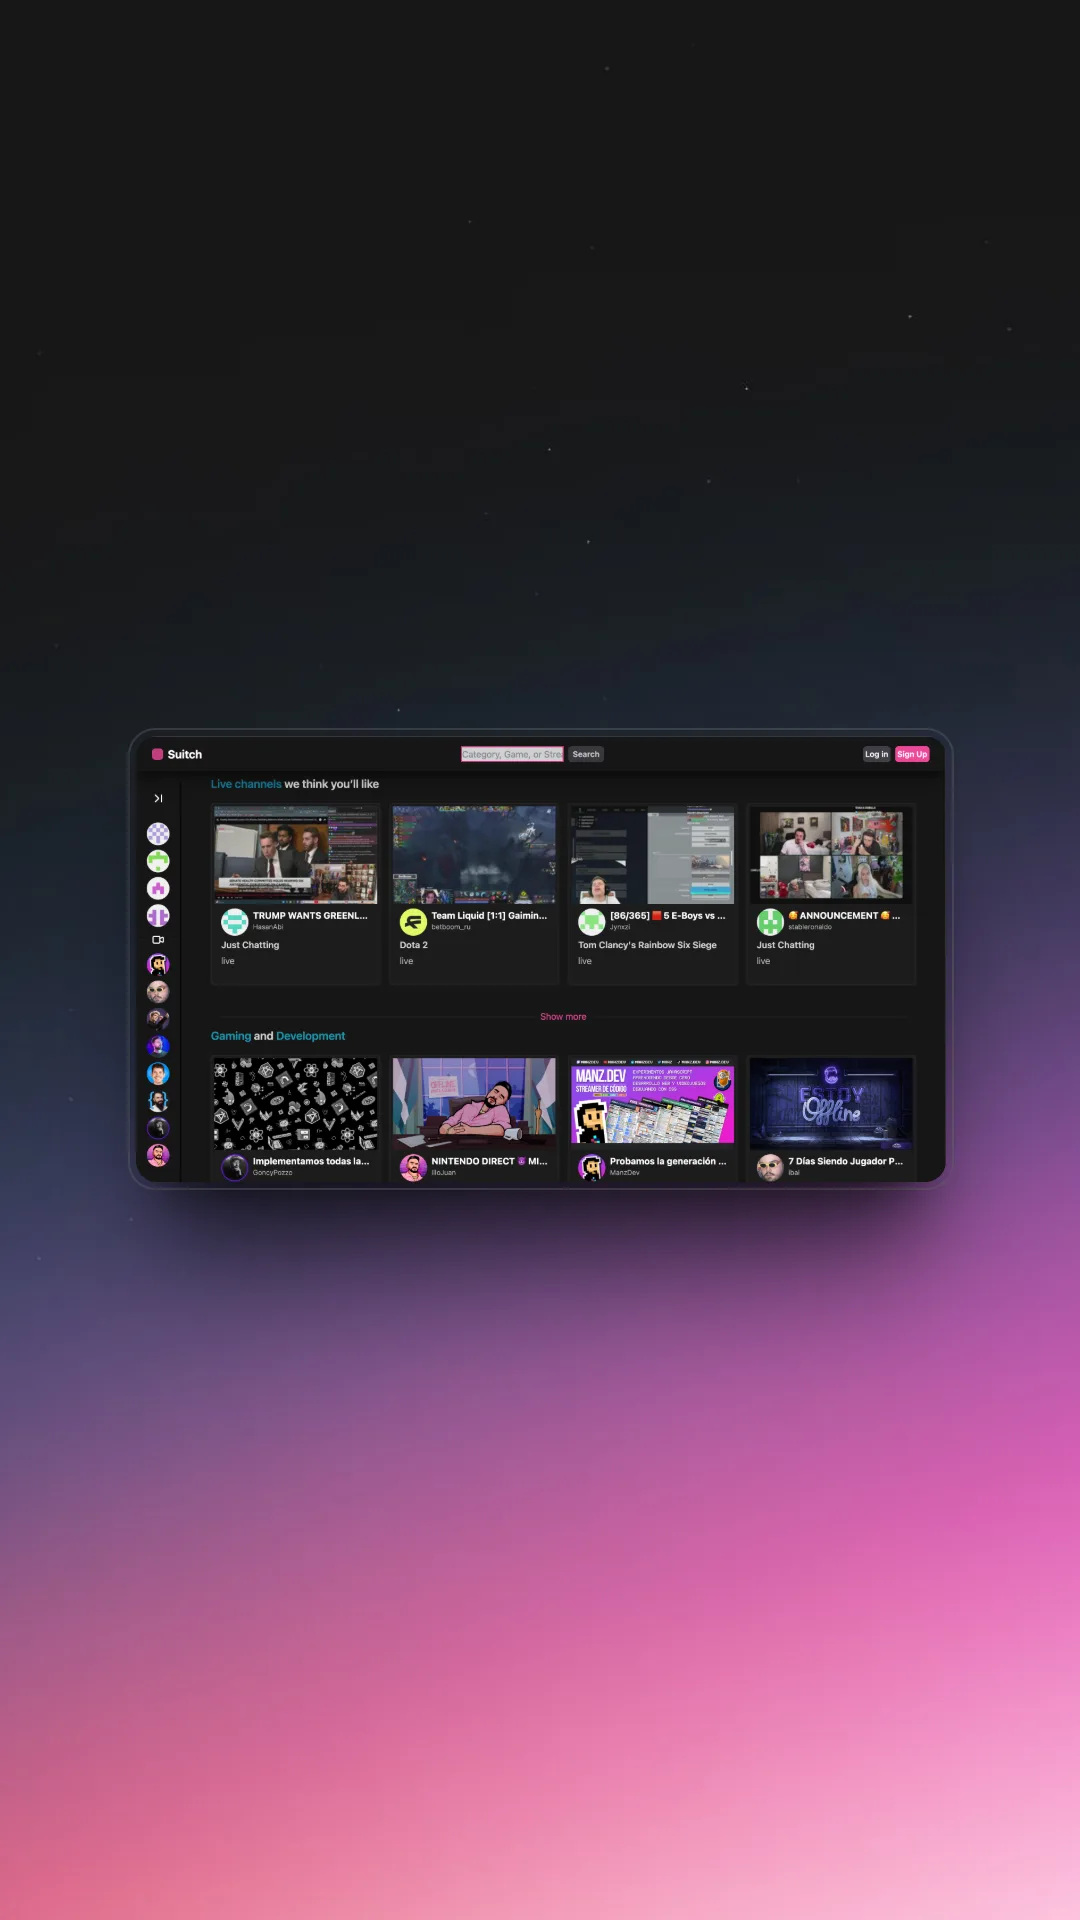 Suitch
Category, Game, or Stre
Search
Log in
Sign Up
Live channels we think you'll like
TRUMP WANTS GREENL...
HasanAbi
Just Chatting
live
Team Liquid [1:1] Gaimin...
betboom_ru
Dota 2
live
[86/365] 🟥 5 E-Boys vs ...
Jynxzi
Tom Clancy's Rainbow Six Siege
live
🥰 ANNOUNCEMENT 🥰 ...
stableronaldo
Just Chatting
live
Show more
Gaming and Development
OFFLINE
MANZ.DEV
STREAMER DE CÓDIGO
ESTOY
Offline
Implementamos todas la...
GoncyPozzo
NINTENDO DIRECT 😈 MI...
IlloJuan
Probamos la generación ...
ManzDev
7 Días Siendo Jugador P...
ibai